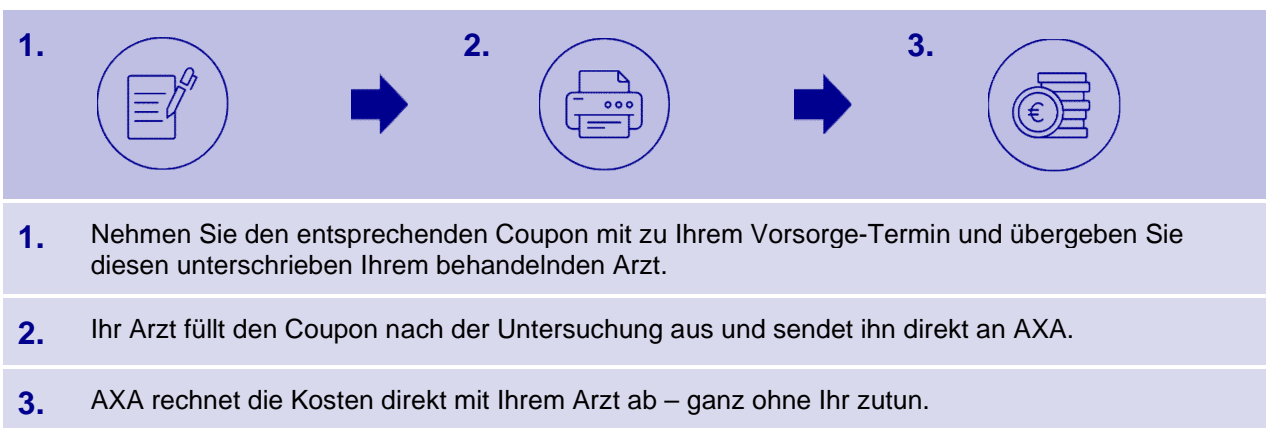 1.
2.
3.
€
1. Nehmen Sie den entsprechenden Coupon mit zu Ihrem Vorsorge-Termin und übergeben Sie
diesen unterschrieben Ihrem behandelnden Arzt.
2. Ihr Arzt füllt den Coupon nach der Untersuchung aus und sendet ihn direkt an AXA.
3. AXA rechnet die Kosten direkt mit Ihrem Arzt ab – ganz ohne Ihr zutun.